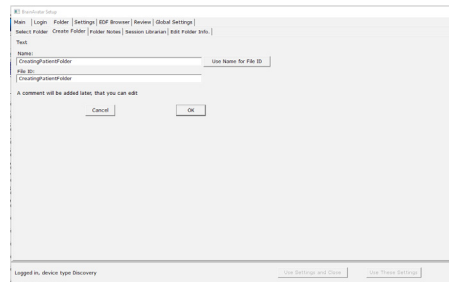 BrainAvatar Setup
Main Login Folder Settings EDF Browser Review Global Settings
Select Folder Create Folder Folder Notes Session Librarian Edit Folder Info.
Text
Name:
CreatingPatientFolder Use Name for File ID
File ID:
CreatingPatientFolder
A comment will be added later, that you can edit
Cancel OK
Logged in, device type Discovery Use Settings and Close Use These Settings